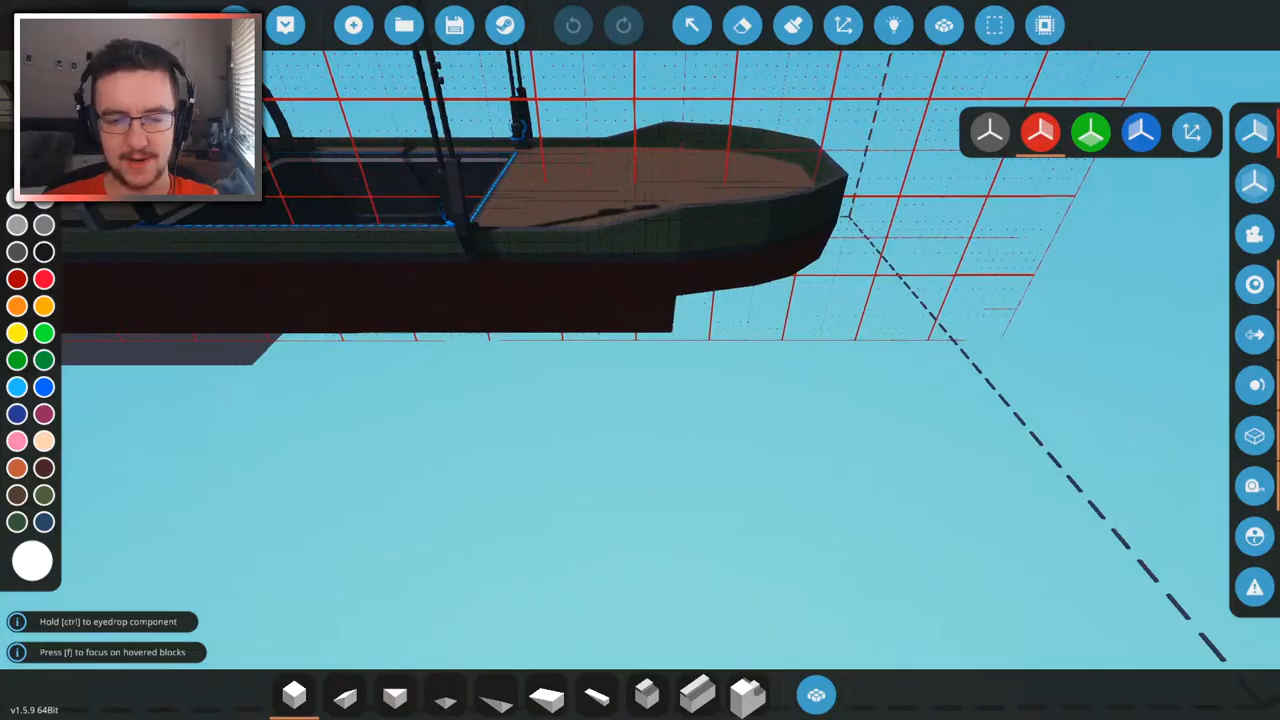 Hold [ctrl] to eyedrop component
Press [f] to focus on hovered blocks
v1.5.9 64Bit